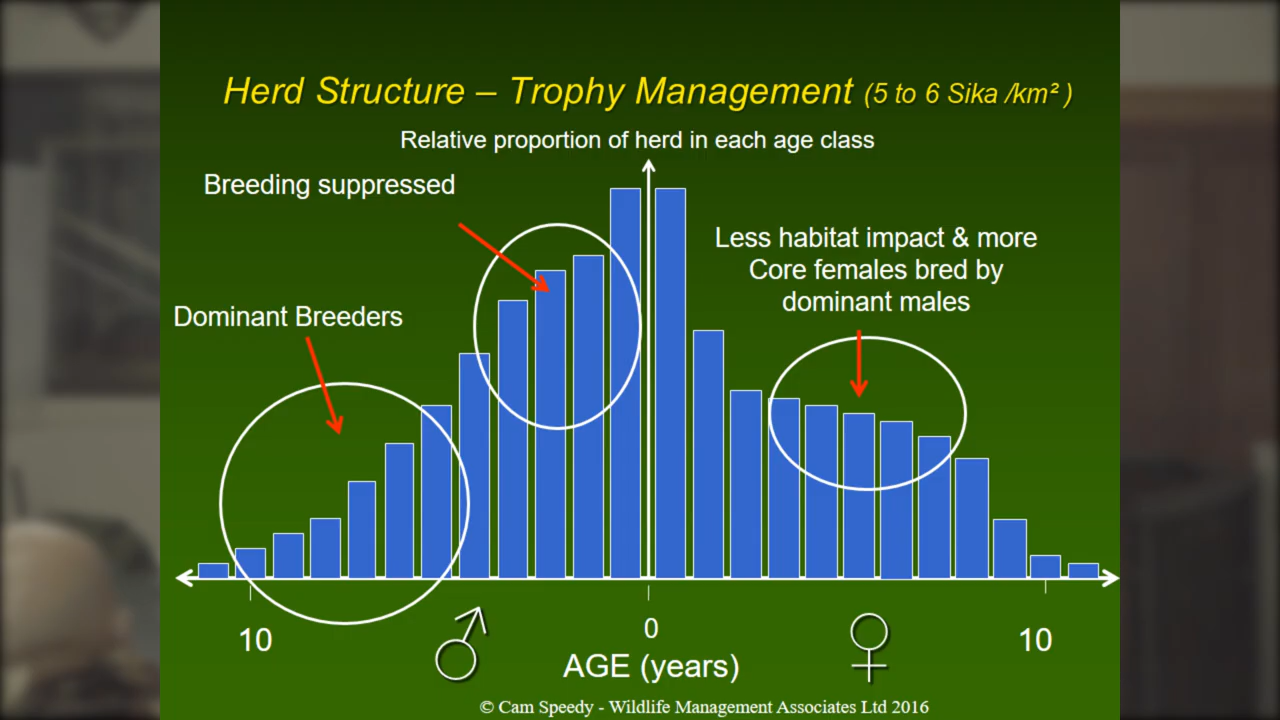 Herd Structure – Trophy Management (5 to 6 Sika /km² )
Relative proportion of herd in each age class
Breeding suppressed
Less habitat impact & more
Core females bred by
dominant males
Dominant Breeders
10
0
10
AGE (years)
© Cam Speedy - Wildlife Management Associates Ltd 2016